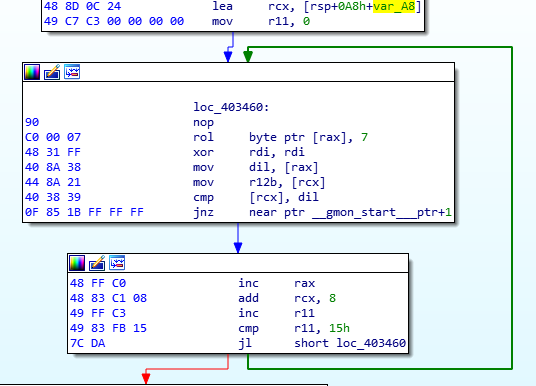 48 8D 0C 24 lea rcx, [rsp+0A8h+var_A8]
49 C7 C3 00 00 00 00 mov r11, 0
loc_403460:
90 nop
C0 00 07 rol byte ptr [rax], 7
48 31 FF xor rdi, rdi
40 8A 38 mov dil, [rax]
44 8A 21 mov r12b, [rcx]
40 38 39 cmp [rcx], dil
0F 85 1B FF FF FF jnz near ptr __gmon_start___ptr+1
48 FF C0 inc rax
48 83 C1 08 add rcx, 8
49 FF C3 inc r11
49 83 FB 15 cmp r11, 15h
7C DA jl short loc_403460